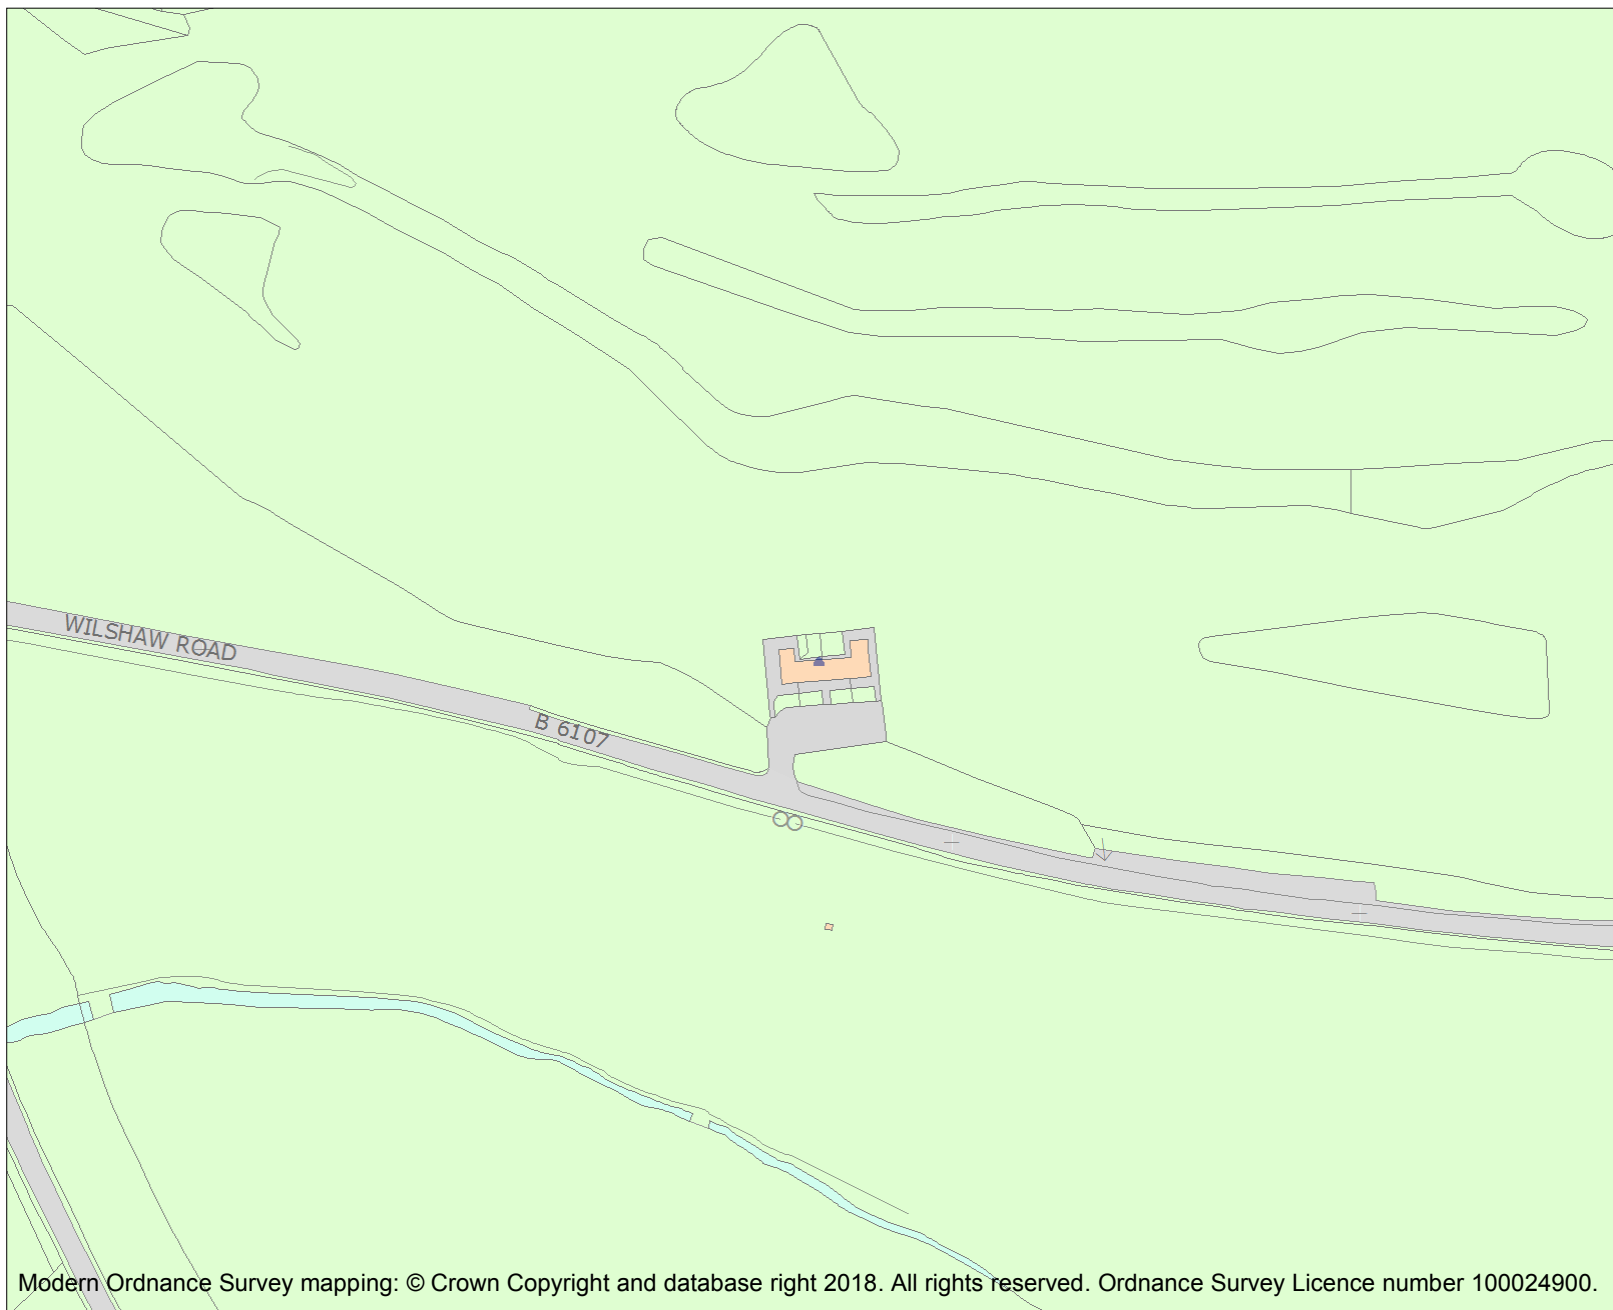 WILSHAW ROAD
B 6107
Modern Ordnance Survey mapping: © Crown Copyright and database right 2018. All rights reserved. Ordnance Survey Licence number 100024900.